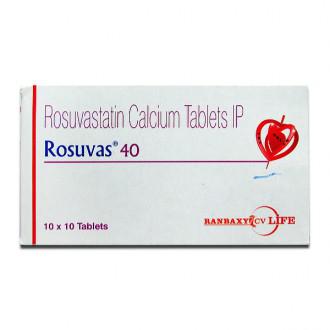 Rosuvastatin Calcium Tablets IP
Rosuvas® 40
10 x 10 Tablets
RANBAXY CV LIFE